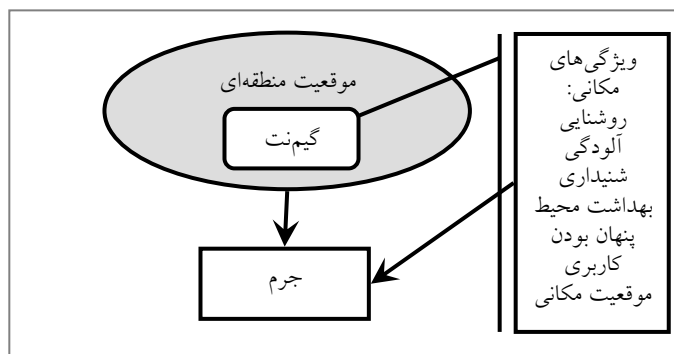 موقعیت منطقه‌ای
گیم‌نت
جرم
ویژگی‌های
مکانی:
روشنایی
آلودگی
شنیداری
بهداشت محیط
پنهان بودن
کاربری
موقعیت مکانی